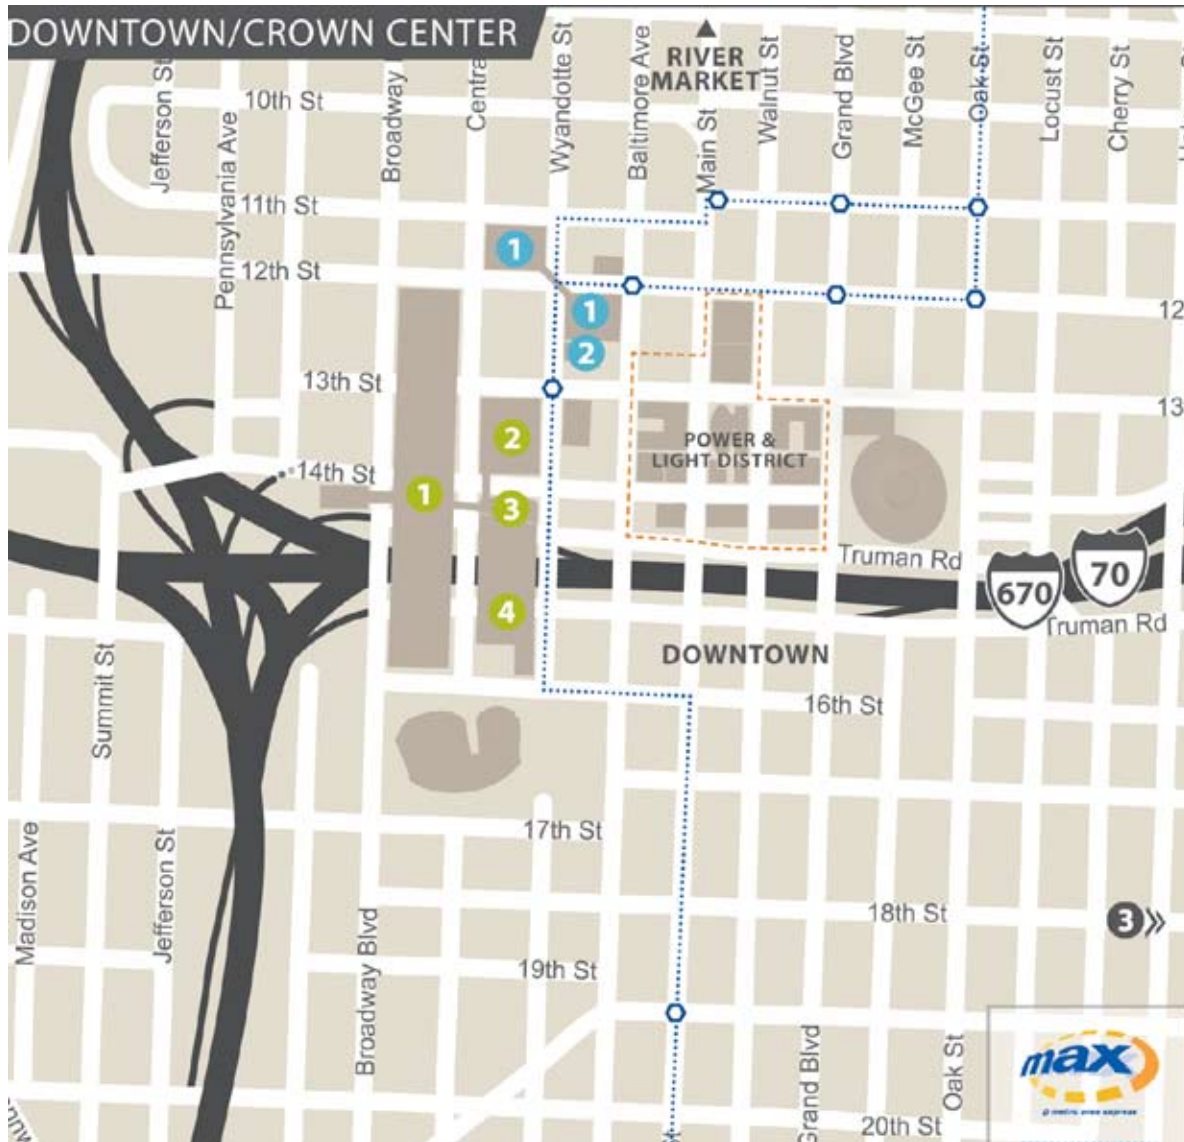 DOWNTOWN/CROWN CENTER
RIVER
MARKET
Jefferson St
Pennsylvania Ave
Broadway
Centra
Wyandotte St
Baltimore Ave
Main St
Walnut St
Grand Blvd
McGee St
Oak St
Locust St
Cherry St
10th St
11th St
12th St
1
1
2
12
13th St
13
2
POWER &
LIGHT DISTRICT
14th St
1
3
Truman Rd
670
70
4
Truman Rd
DOWNTOWN
Summit St
16th St
17th St
Madison Ave
Jefferson St
Broadway Blvd
18th St
3
19th St
Grand Blvd
Oak St
max
a metro area express
20th St